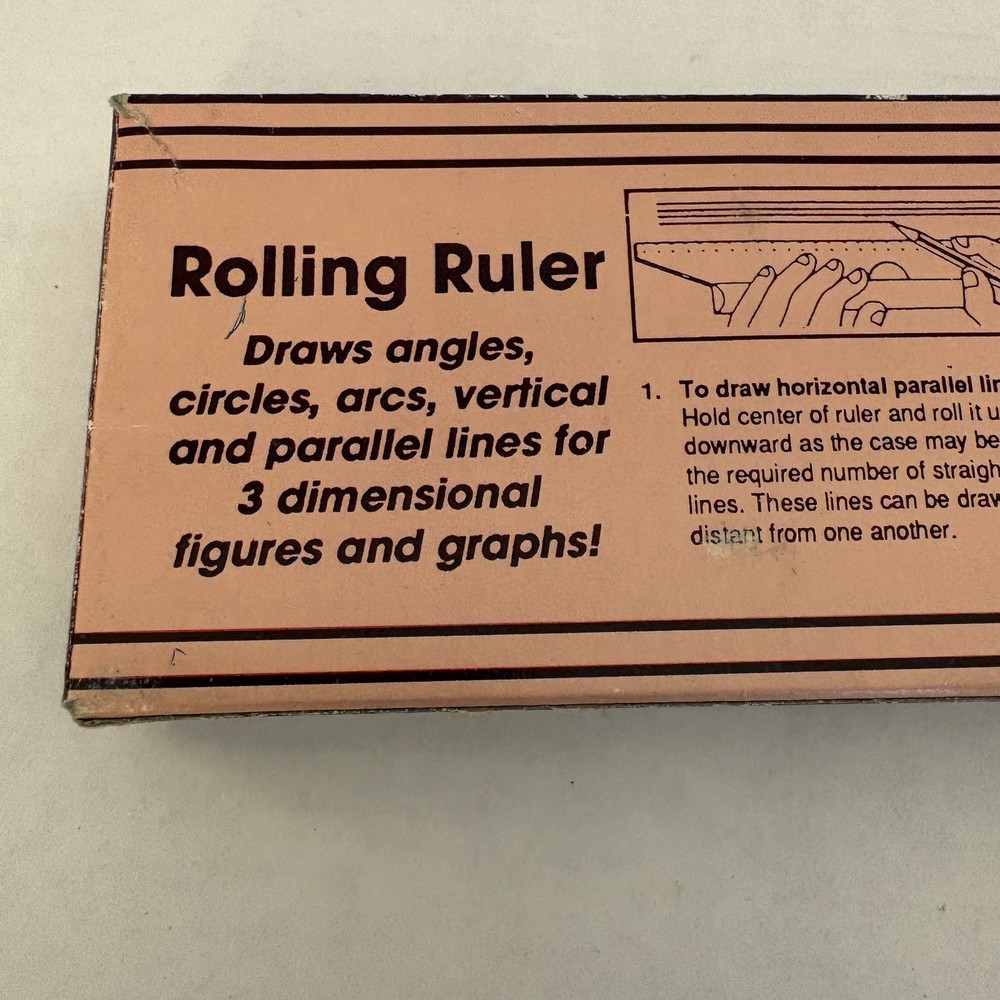 Rolling Ruler
Draws angles,
circles, arcs, vertical
and parallel lines for
3 dimensional
figures and graphs!
1. To draw horizontal parallel
Hold center of ruler and roll it
downward as the case may be
the required number of
lines. These lines can be
distant from one another.